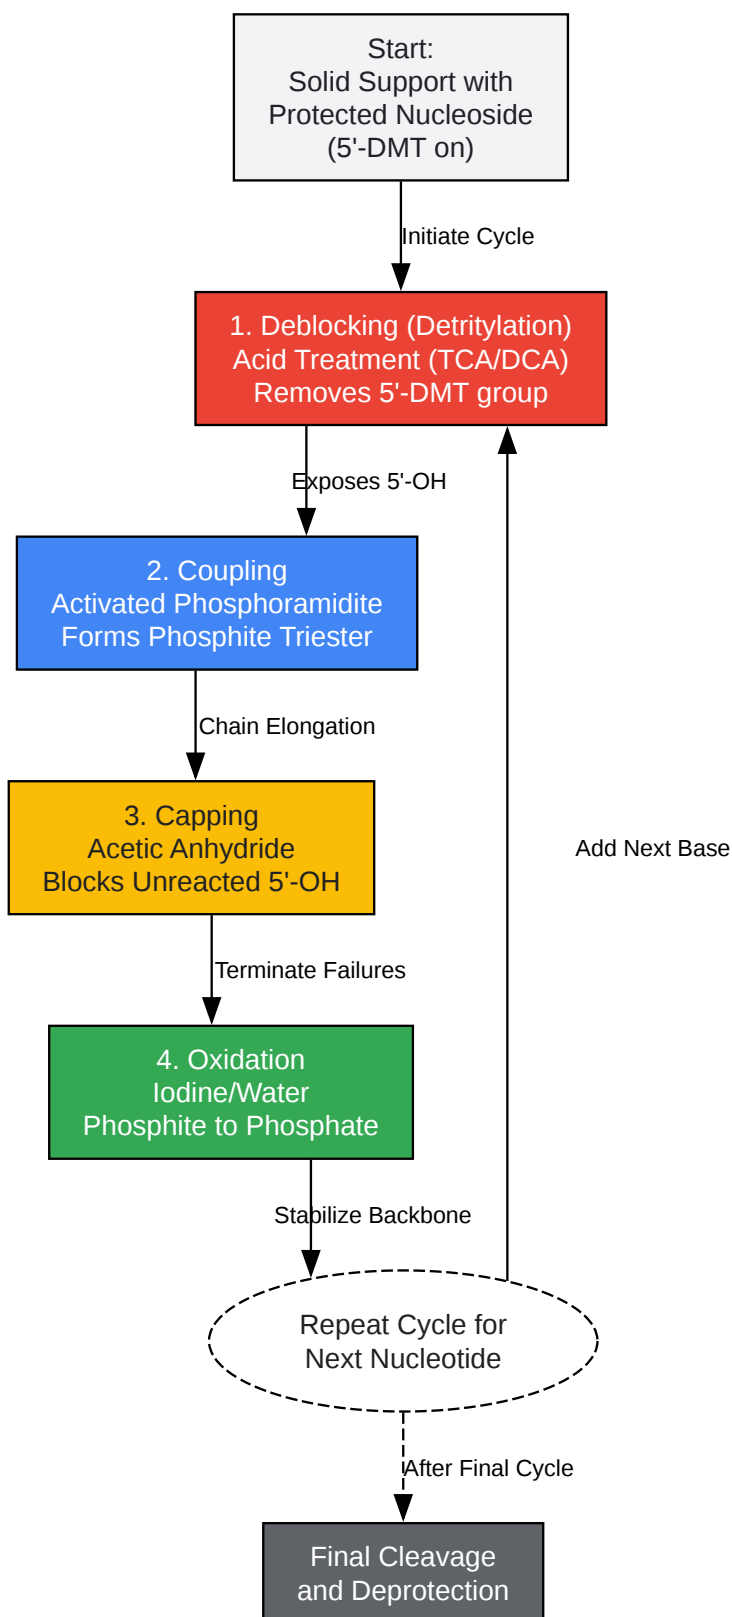 Start:
Solid Support with
Protected Nucleoside
(5'-DMT on)
Initiate Cycle
1. Deblocking (Detritylation)
Acid Treatment (TCA/DCA)
Removes 5'-DMT group
Exposes 5'-OH
2. Coupling
Activated Phosphoramidite
Forms Phosphite Triester
Chain Elongation
3. Capping
Acetic Anhydride
Blocks Unreacted 5'-OH
Add Next Base
Terminate Failures
4. Oxidation
Iodine/Water
Phosphite to Phosphate
Stabilize Backbone
Repeat Cycle for
Next Nucleotide
After Final Cycle
Final Cleavage
and Deprotection